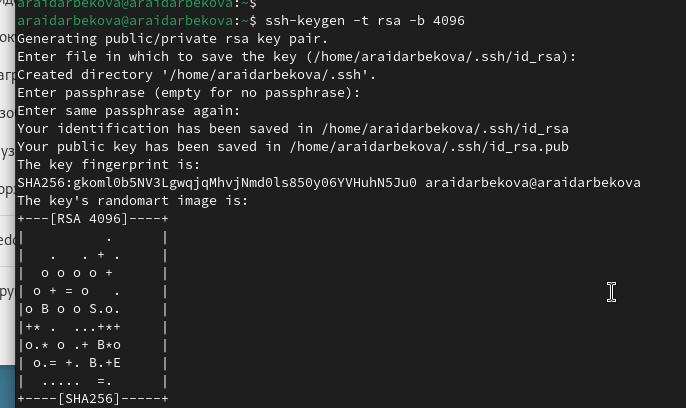 araidarbekova@araidarbekova:~$
araidarbekova@araidarbekova:~$ ssh-keygen -t rsa -b 4096
Generating public/private rsa key pair.
Enter file in which to save the key (/home/araidarbekova/.ssh/id_rsa):
Created directory '/home/araidarbekova/.ssh'.
Enter passphrase (empty for no passphrase):
Enter same passphrase again:
Your identification has been saved in /home/araidarbekova/.ssh/id_rsa
Your public key has been saved in /home/araidarbekova/.ssh/id_rsa.pub
The key fingerprint is:
SHA256:gkoml0b5NV3LgwqjqMhvjNmd0ls850y06YVHuhN5Ju0 araidarbekova@araidarbekova
The key's randomart image is:
+---[RSA 4096]----+
|          .      |
|   .   . + .     |
|  o o o o +      |
| o + = o   .     |
|o B o o S.o.     |
|+* .  ...+*+     |
|o.* o .+ B*o     |
| o.= +. B.+E     |
|  .....  =.      |
+----[SHA256]-----+